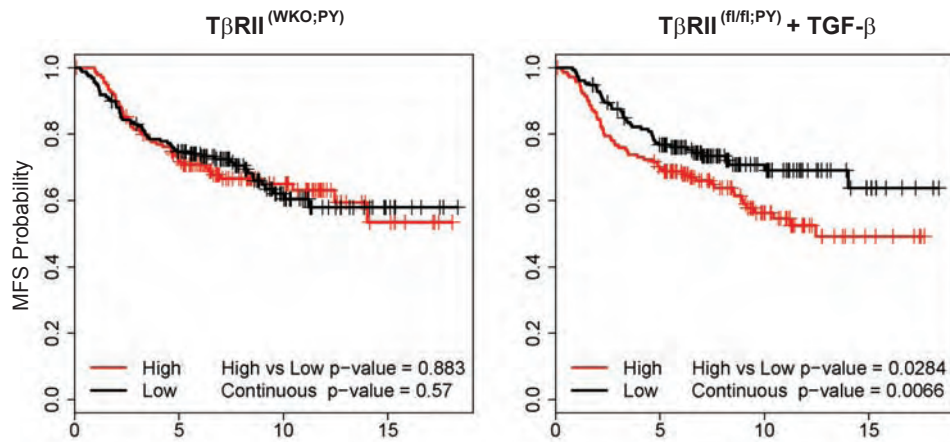 TβRII(WKO;PY)
TβRII(fl/fl;PY) + TGF-β
MFS Probability
1.0
0.8
0.6
0.4
0.2
0.0
High High vs Low p-value = 0.883
Low Continuous p-value = 0.57
0 5 10 15
1.0
0.8
0.6
0.4
0.2
0.0
High High vs Low p-value = 0.0284
Low Continuous p-value = 0.0066
0 5 10 15